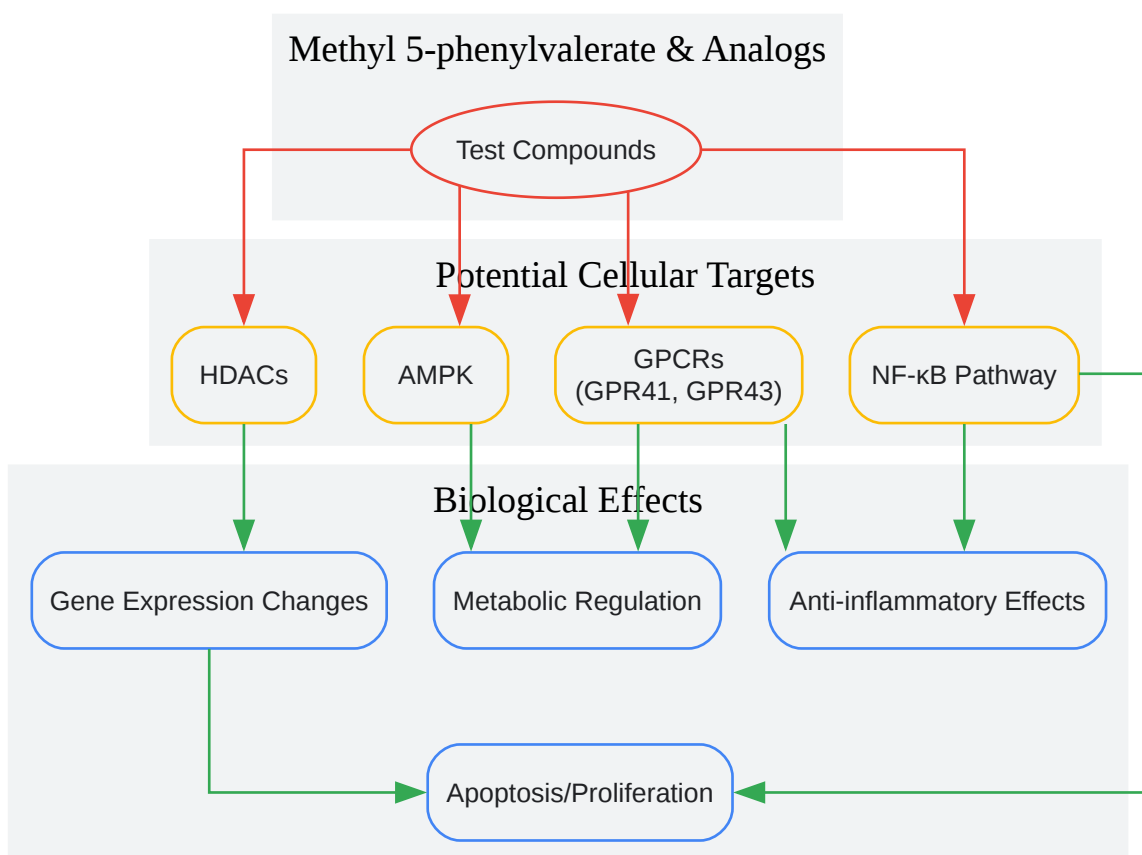 Methyl 5-phenylvalerate & Analogs
Test Compounds
Potential Cellular Targets
HDACs
AMPK
GPCRs
(GPR41, GPR43)
NF-κB Pathway
Biological Effects
Gene Expression Changes
Metabolic Regulation
Anti-inflammatory Effects
Apoptosis/Proliferation